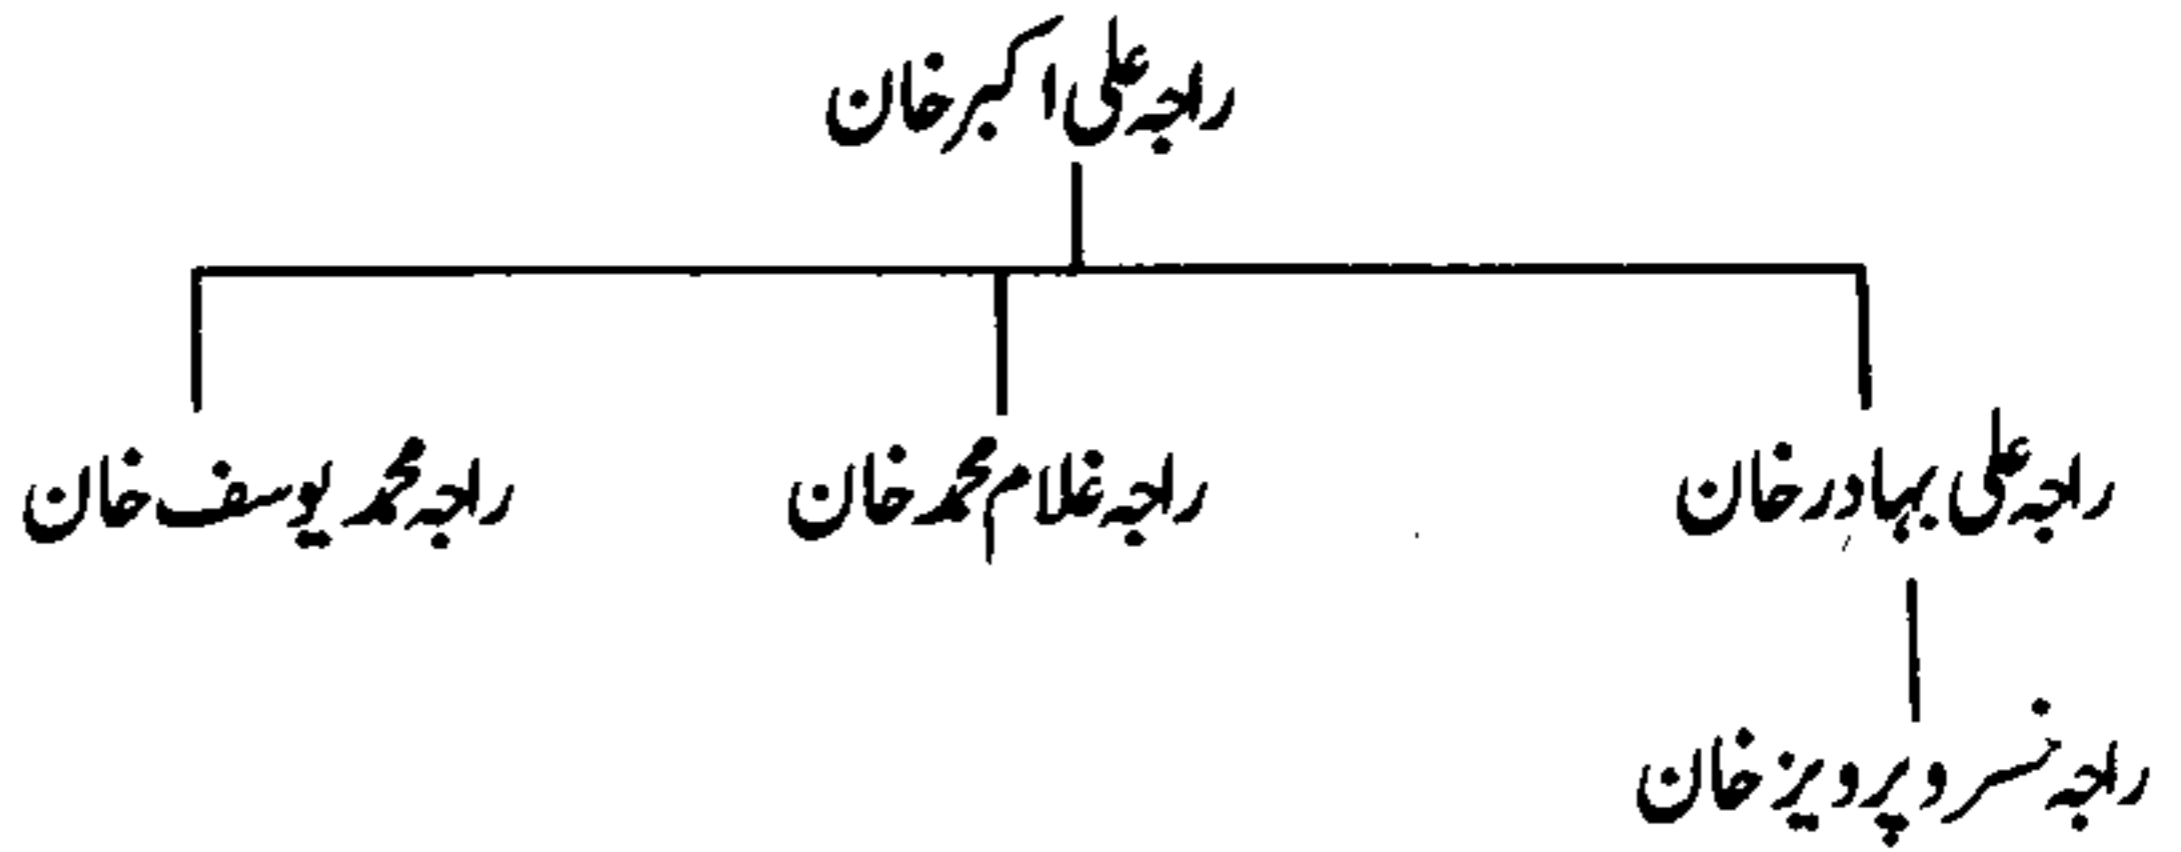 راجہ علی اکبر خان
راجہ علی بہادر خان راجہ غلام محمد خان راجہ محمد یوسف خان
راجہ خسرو پرویز خان